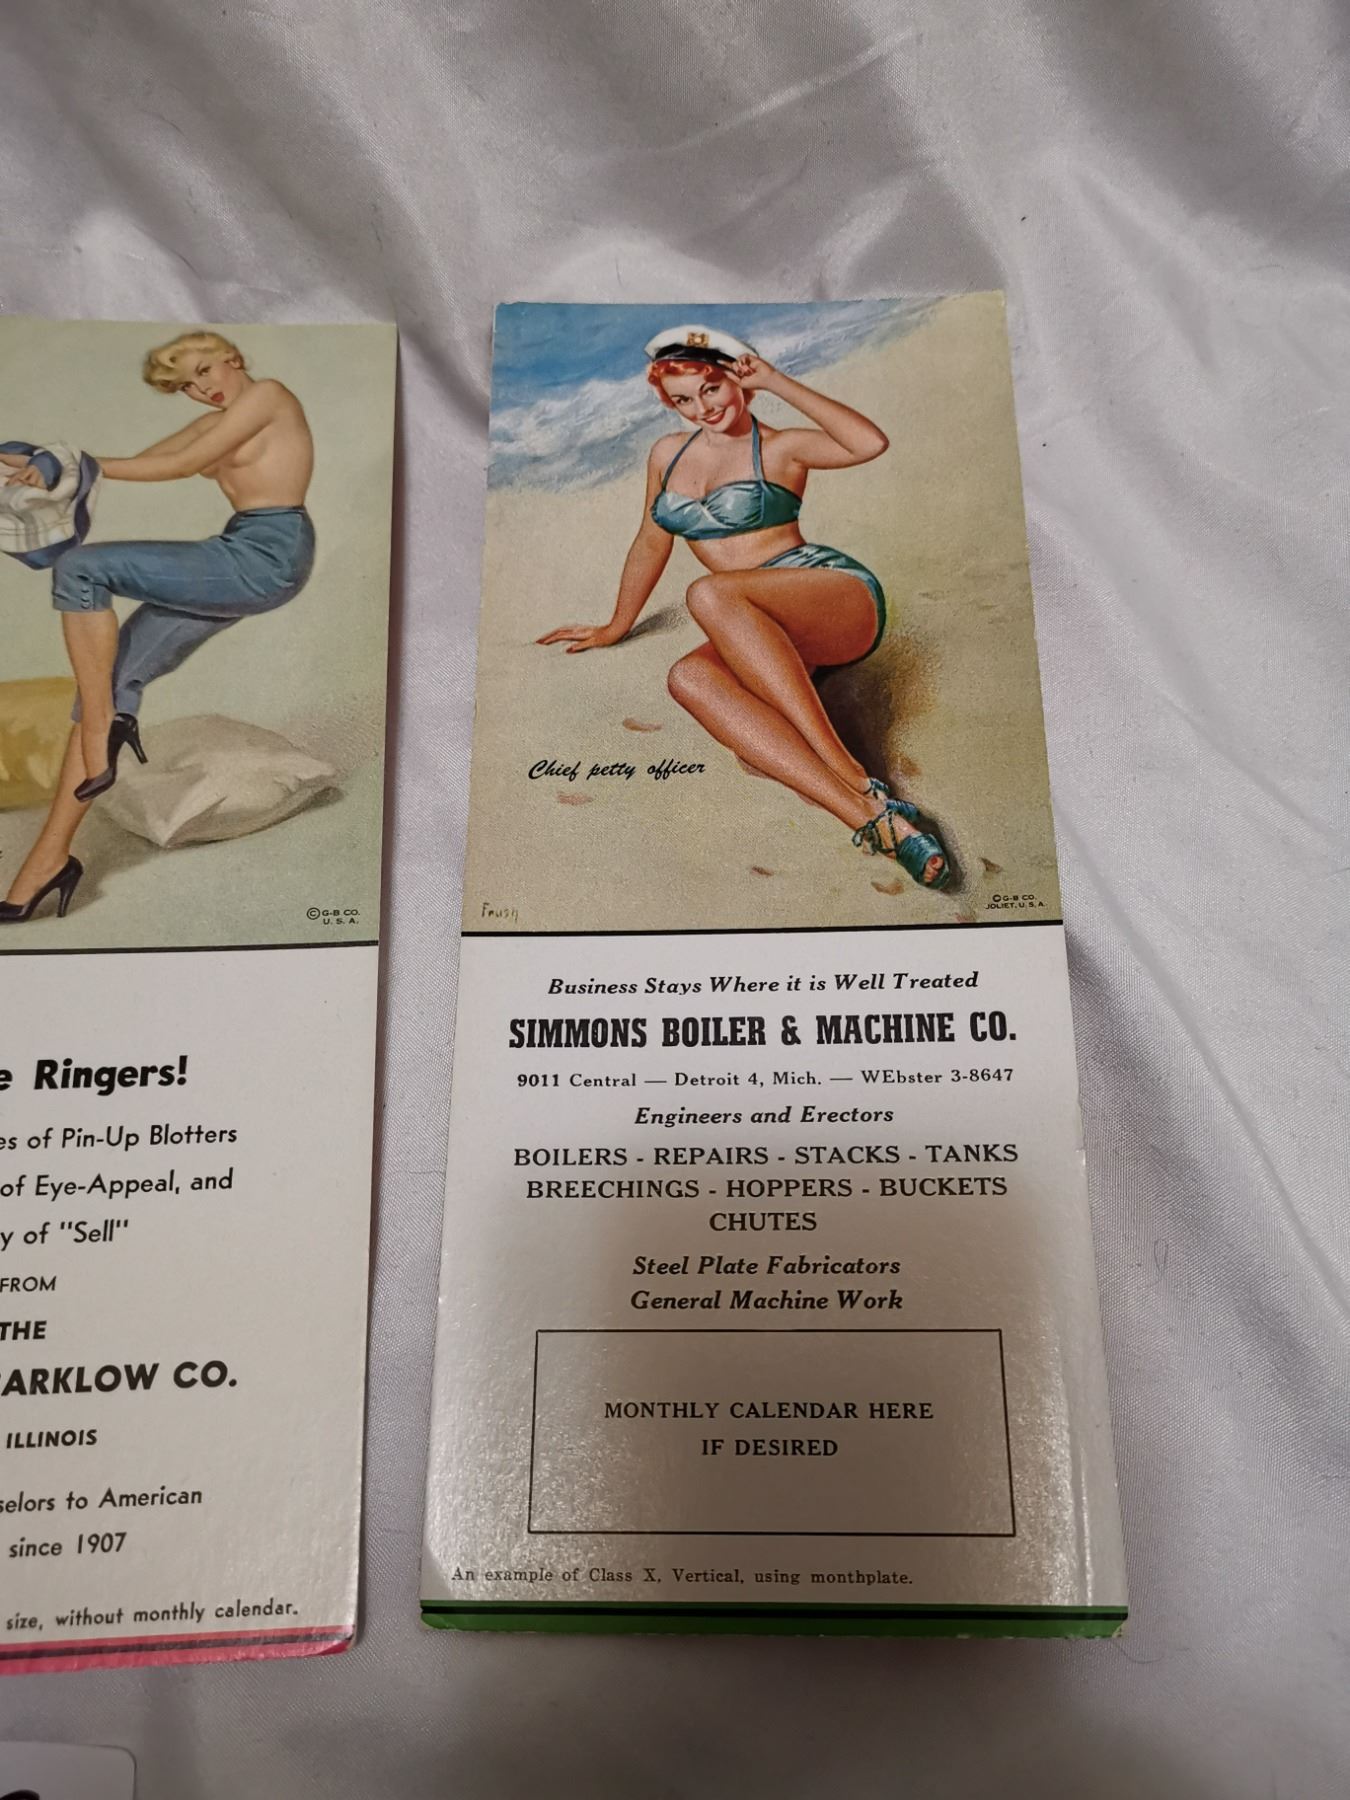 © G-B CO.
U. S. A.
e Ringers!
es of Pin-Up Blotters
of Eye-Appeal, and
y of "Sell"
FROM
THE
ARKLOW CO.
ILLINOIS
selors to American
since 1907
size, without monthly calendar.
Chief petty officer
Frush
© G-B CO.
JOLIET, U. S. A.
Business Stays Where it is Well Treated
SIMMONS BOILER & MACHINE CO.
9011 Central — Detroit 4, Mich. — WEbster 3-8647
Engineers and Erectors
BOILERS - REPAIRS - STACKS - TANKS
BREECHINGS - HOPPERS - BUCKETS
CHUTES
Steel Plate Fabricators
General Machine Work
MONTHLY CALENDAR HERE
IF DESIRED
An example of Class X, Vertical, using monthplate.